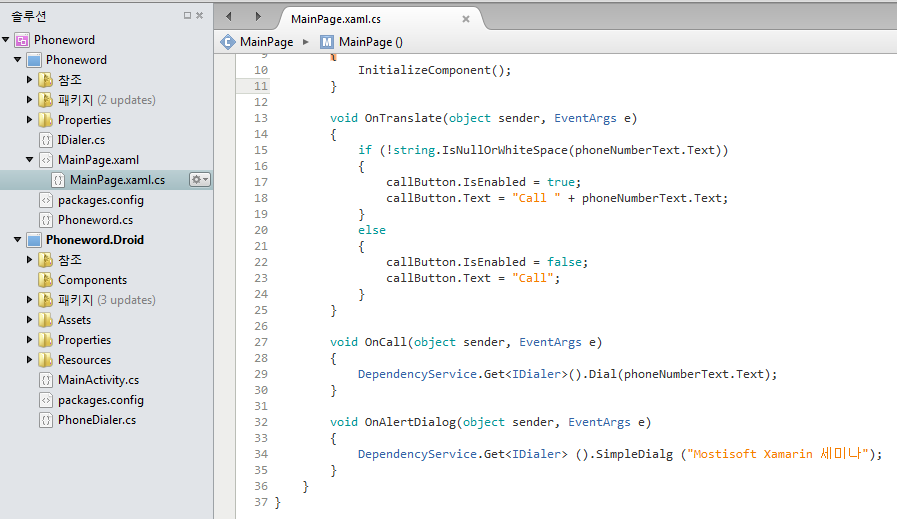 솔루션
Phoneword
Phoneword
참조
패키지 (2 updates)
Properties
IDialer.cs
MainPage.xaml
MainPage.xaml.cs
packages.config
Phoneword.cs
Phoneword.Droid
참조
Components
패키지 (3 updates)
Assets
Properties
Resources
MainActivity.cs
packages.config
PhoneDialer.cs
MainPage.xaml.cs
C MainPage ▸ M MainPage ()
9 {
10 InitializeComponent();
11 }
12
13 void OnTranslate(object sender, EventArgs e)
14 {
15 if (!string.IsNullOrWhiteSpace(phoneNumberText.Text))
16 {
17 callButton.IsEnabled = true;
18 callButton.Text = "Call " + phoneNumberText.Text;
19 }
20 else
21 {
22 callButton.IsEnabled = false;
23 callButton.Text = "Call";
24 }
25 }
26
27 void OnCall(object sender, EventArgs e)
28 {
29 DependencyService.Get<IDialer>().Dial(phoneNumberText.Text);
30 }
31
32 void OnAlertDialog(object sender, EventArgs e)
33 {
34 DependencyService.Get<IDialer> ().SimpleDialg ("Mostisoft Xamarin 세미나");
35 }
36 }
37 }